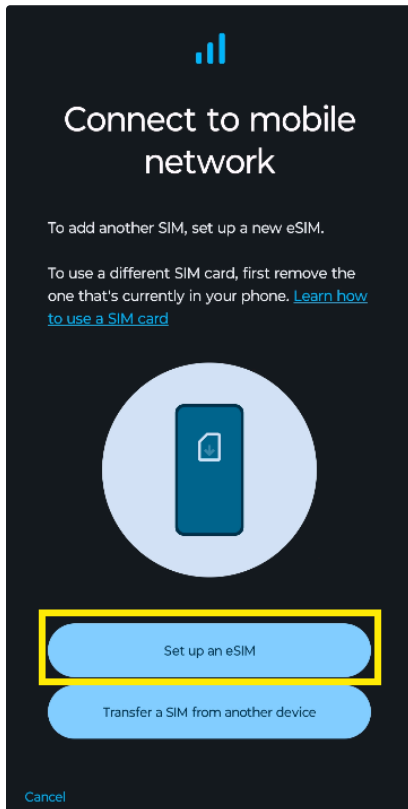 Connect to mobile
network
To add another SIM, set up a new eSIM.
To use a different SIM card, first remove the
one that's currently in your phone. Learn how
to use a SIM card
Set up an eSIM
Transfer a SIM from another device
Cancel